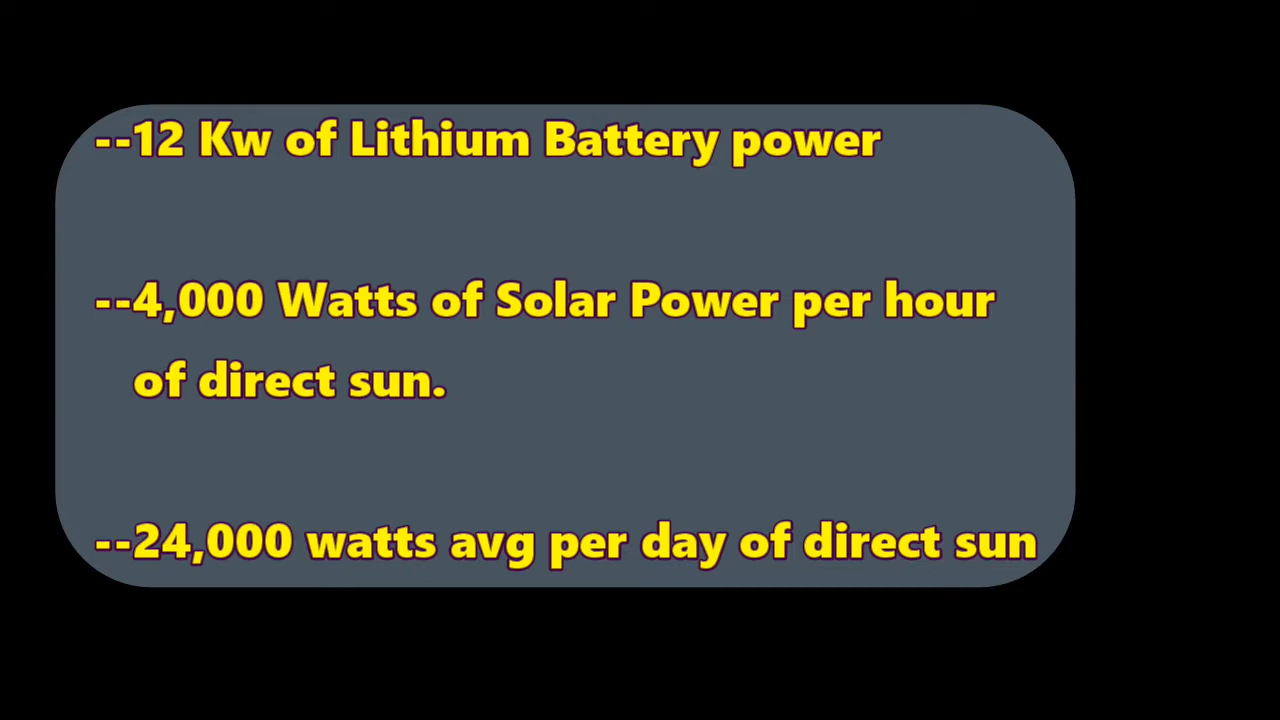 --12 Kw of Lithium Battery power
--4,000 Watts of Solar Power per hour
of direct sun.
--24,000 watts avg per day of direct sun